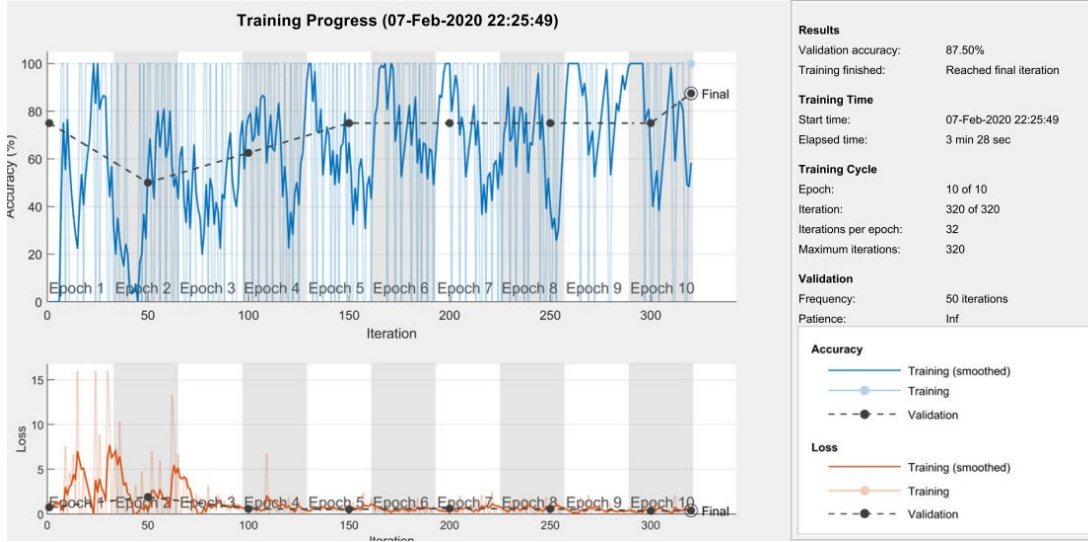 Training Progress (07-Feb-2020 22:25:49)
Accuracy (%)
100
80
60
40
20
0
Epoch 1
Epoch 2
Epoch 3
Epoch 4
Epoch 5
Epoch 6
Epoch 7
Epoch 8
Epoch 9
Epoch 10
Final
0
50
100
150
200
250
300
Iteration
Loss
15
10
5
0
Epoch 1
Epoch 2
Epoch 3
Epoch 4
Epoch 5
Epoch 6
Epoch 7
Epoch 8
Epoch 9
Epoch 10
Final
0
50
100
150
200
250
300
Iteration
Results
Validation accuracy: 87.50%
Training finished: Reached final iteration
Training Time
Start time: 07-Feb-2020 22:25:49
Elapsed time: 3 min 28 sec
Training Cycle
Epoch: 10 of 10
Iteration: 320 of 320
Iterations per epoch: 32
Maximum iterations: 320
Validation
Frequency: 50 iterations
Patience: Inf
Accuracy
Training (smoothed)
Training
Validation
Loss
Training (smoothed)
Training
Validation